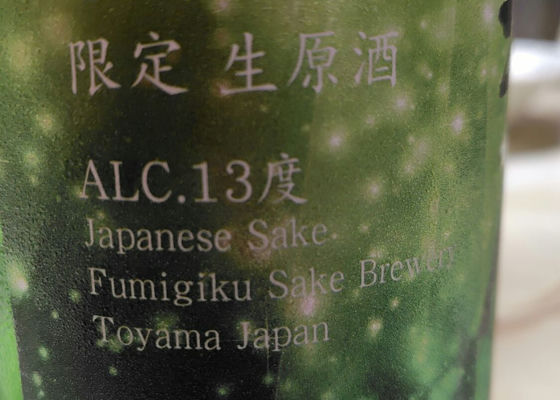 限定 生原酒
ALC.13度
Japanese Sake.
Fumigiku Sake Brewery
Toyama Japan